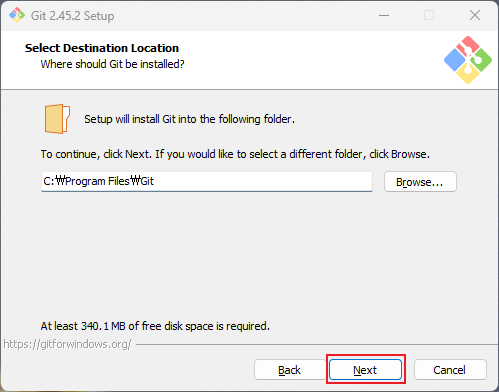 Git 2.45.2 Setup
Select Destination Location
Where should Git be installed?
Setup will install Git into the following folder.
To continue, click Next. If you would like to select a different folder, click Browse.
C:₩Program Files₩Git
Browse...
At least 340.1 MB of free disk space is required.
https://gitforwindows.org/
Back
Next
Cancel